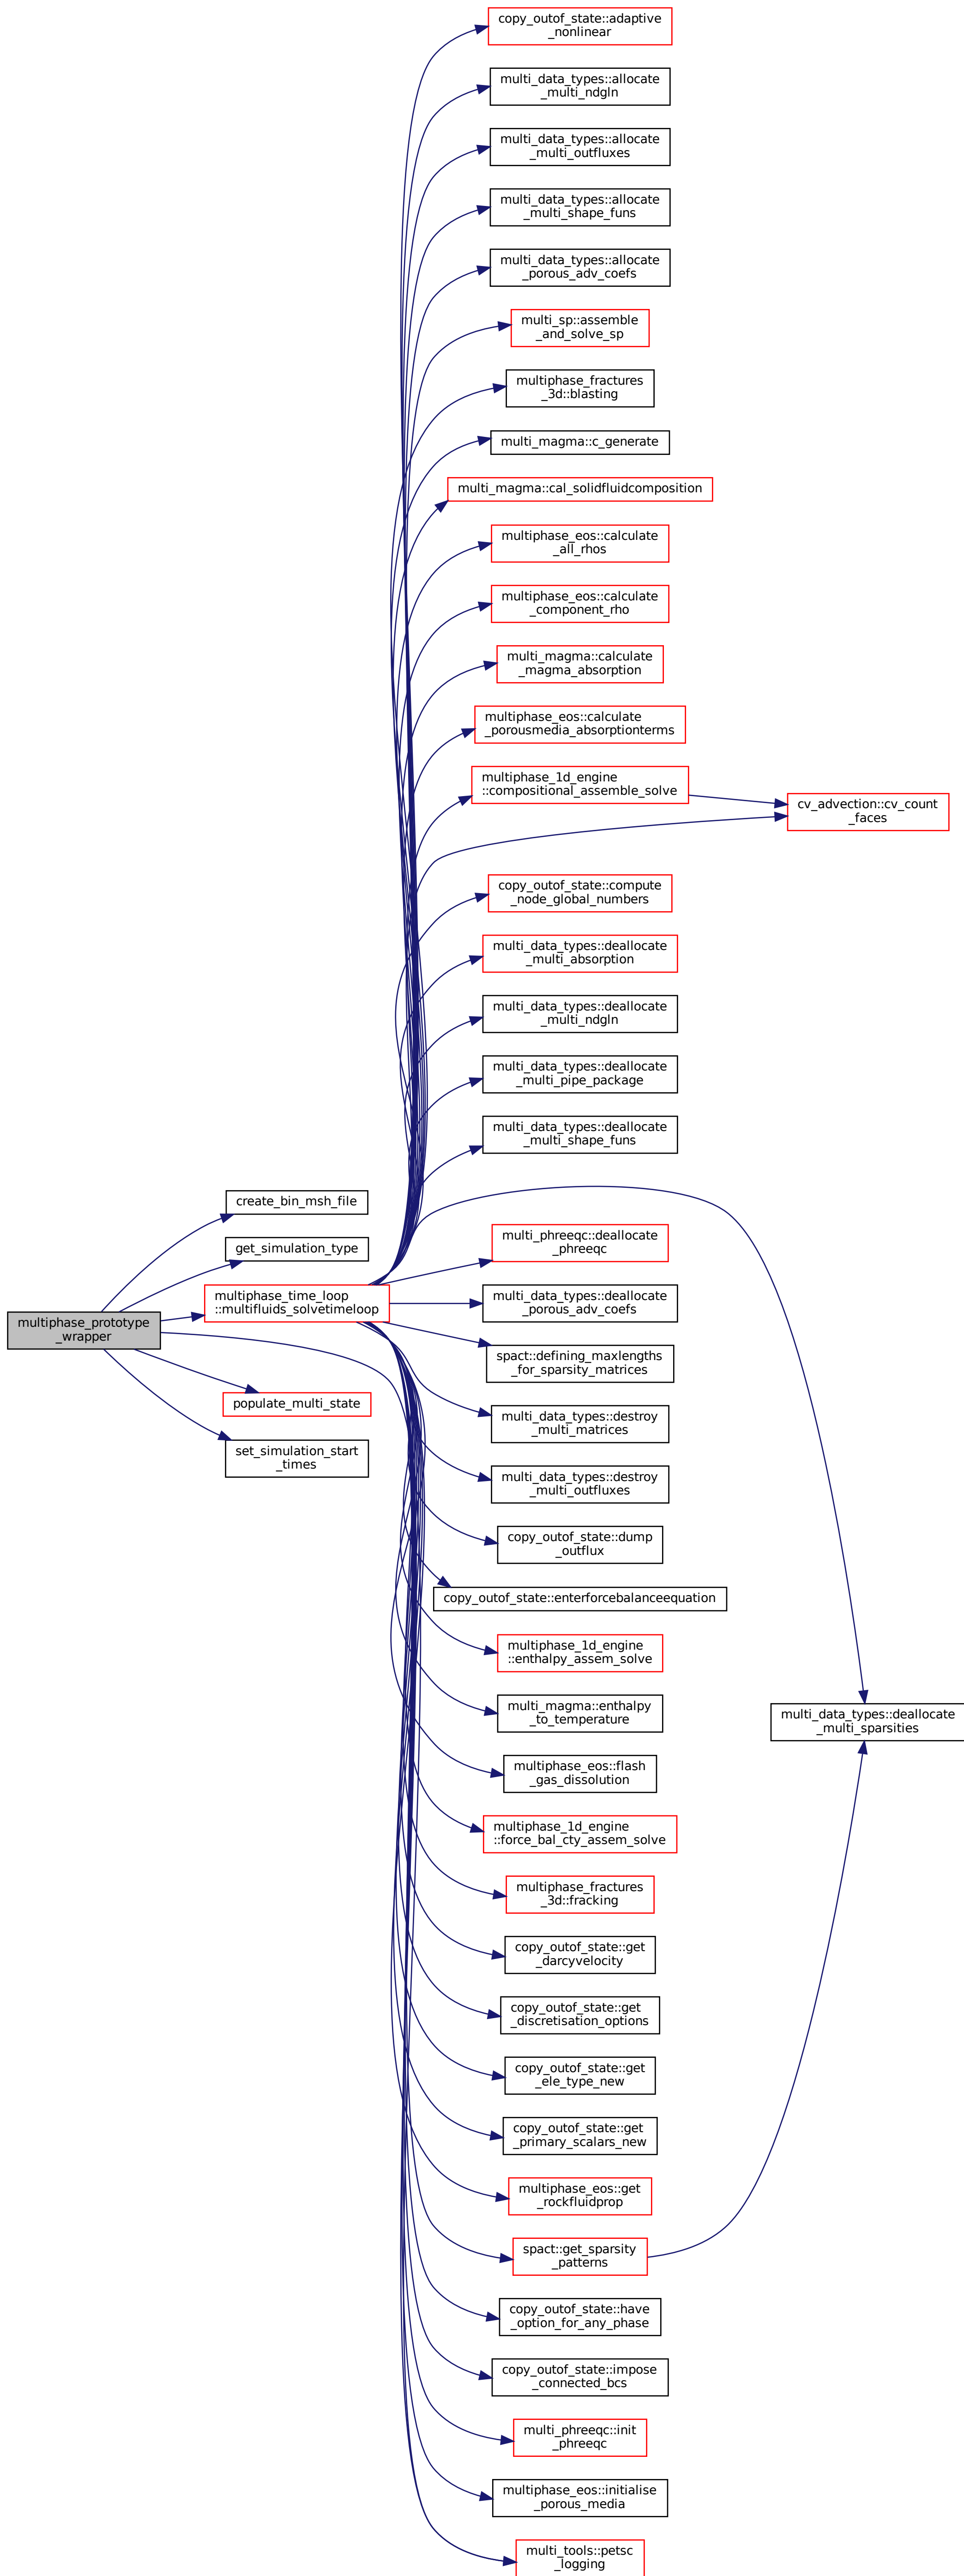 copy_outof_state::adaptive
_nonlinear
multi_data_types::allocate
_multi_ndgln
multi_data_types::allocate
_multi_outfluxes
multi_data_types::allocate
_multi_shape_funs
multi_data_types::allocate
_porous_adv_coefs
multi_sp::assemble
_and_solve_sp
multiphase_fractures
_3d::blasting
multi_magma::c_generate
multi_magma::cal_solidfluidcomposition
multiphase_eos::calculate
_all_rhos
multiphase_eos::calculate
_component_rho
multi_magma::calculate
_magma_absorption
multiphase_eos::calculate
_porousmedia_absorptionterms
multiphase_1d_engine
::compositional_assemble_solve
cv_advection::cv_count
_faces
copy_outof_state::compute
_node_global_numbers
multi_data_types::deallocate
_multi_absorption
multi_data_types::deallocate
_multi_ndgln
multi_data_types::deallocate
_multi_pipe_package
multi_data_types::deallocate
_multi_shape_funs
create_bin_msh_file
get_simulation_type
multiphase_time_loop
::multifluids_solvetimeloop
multiphase_prototype
_wrapper
populate_multi_state
set_simulation_start
_times
multi_phreeqc::deallocate
_phreeqc
multi_data_types::deallocate
_porous_adv_coefs
spact::defining_maxlengths
_for_sparsity_matrices
multi_data_types::destroy
_multi_matrices
multi_data_types::destroy
_multi_outfluxes
copy_outof_state::dump
_outflux
copy_outof_state::enterforcebalanceequation
multiphase_1d_engine
::enthalpy_assem_solve
multi_magma::enthalpy
_to_temperature
multi_data_types::deallocate
_multi_sparsities
multiphase_eos::flash
_gas_dissolution
multiphase_1d_engine
::force_bal_cty_assem_solve
multiphase_fractures
_3d::fracking
copy_outof_state::get
_darcyvelocity
copy_outof_state::get
_discretisation_options
copy_outof_state::get
_ele_type_new
copy_outof_state::get
_primary_scalars_new
multiphase_eos::get
_rockfluidprop
spact::get_sparsity
_patterns
copy_outof_state::have
_option_for_any_phase
copy_outof_state::impose
_connected_bcs
multi_phreeqc::init
_phreeqc
multiphase_eos::initialise
_porous_media
multi_tools::petsc
_logging